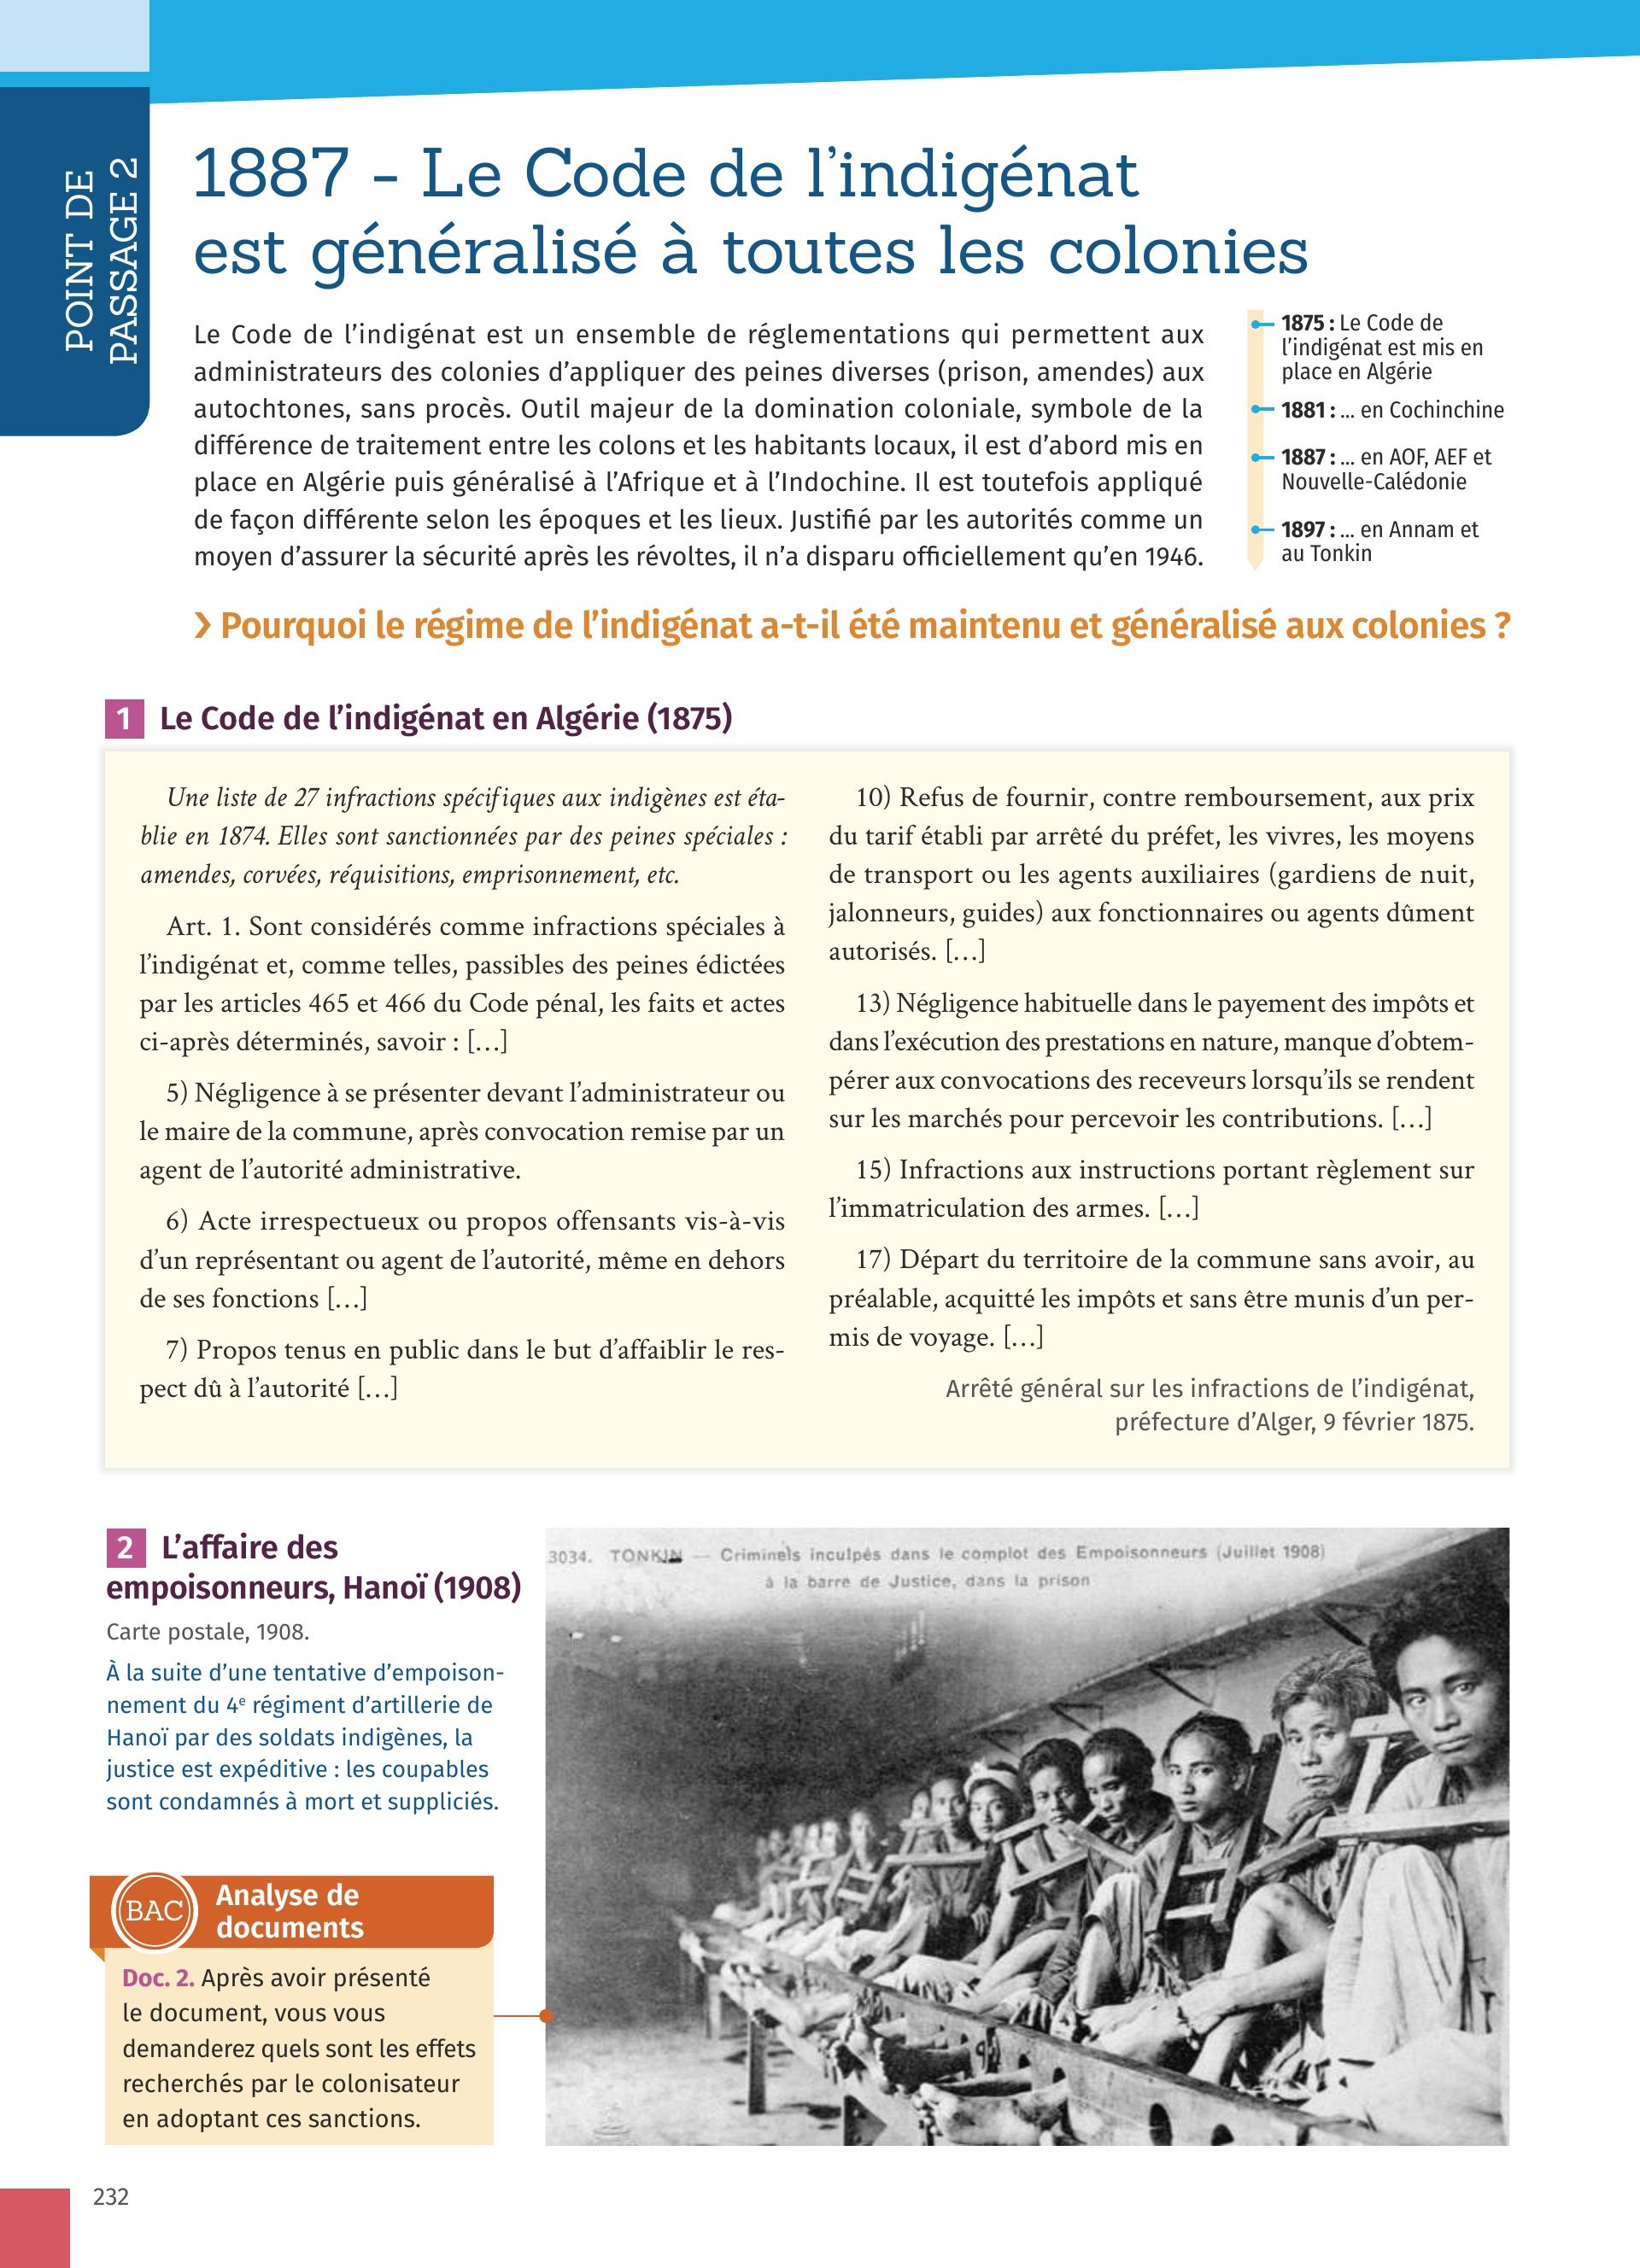 POINT DE
PASSAGE 2
1887 - Le Code de l’indigénat
est généralisé à toutes les colonies
Le Code de l’indigénat est un ensemble de réglementations qui permettent aux
administrateurs des colonies d’appliquer des peines diverses (prison, amendes) aux
autochtones, sans procès. Outil majeur de la domination coloniale, symbole de la
différence de traitement entre les colons et les habitants locaux, il est d’abord mis en
place en Algérie puis généralisé à l’Afrique et à l’Indochine. Il est toutefois appliqué
de façon différente selon les époques et les lieux. Justifié par les autorités comme un
moyen d’assurer la sécurité après les révoltes, il n’a disparu officiellement qu’en 1946.
1875 : Le Code de
l’indigénat est mis en
place en Algérie
1881 : ... en Cochinchine
1887 : ... en AOF, AEF et
Nouvelle-Calédonie
1897 : ... en Annam et
au Tonkin
› Pourquoi le régime de l’indigénat a-t-il été maintenu et généralisé aux colonies ?
1 Le Code de l’indigénat en Algérie (1875)
Une liste de 27 infractions spécifiques aux indigènes est éta-
blie en 1874. Elles sont sanctionnées par des peines spéciales :
amendes, corvées, réquisitions, emprisonnement, etc.
Art. 1. Sont considérés comme infractions spéciales à
l’indigénat et, comme telles, passibles des peines édictées
par les articles 465 et 466 du Code pénal, les faits et actes
ci-après déterminés, savoir : […]
5) Négligence à se présenter devant l’administrateur ou
le maire de la commune, après convocation remise par un
agent de l’autorité administrative.
6) Acte irrespectueux ou propos offensants vis-à-vis
d’un représentant ou agent de l’autorité, même en dehors
de ses fonctions […]
7) Propos tenus en public dans le but d’affaiblir le res-
pect dû à l’autorité […]
10) Refus de fournir, contre remboursement, aux prix
du tarif établi par arrêté du préfet, les vivres, les moyens
de transport ou les agents auxiliaires (gardiens de nuit,
jalonneurs, guides) aux fonctionnaires ou agents dûment
autorisés. […]
13) Négligence habituelle dans le payement des impôts et
dans l’exécution des prestations en nature, manque d’obtem-
pérer aux convocations des receveurs lorsqu’ils se rendent
sur les marchés pour percevoir les contributions. […]
15) Infractions aux instructions portant règlement sur
l’immatriculation des armes. […]
17) Départ du territoire de la commune sans avoir, au
préalable, acquitté les impôts et sans être munis d’un per-
mis de voyage. […]
Arrêté général sur les infractions de l’indigénat,
préfecture d’Alger, 9 février 1875.
2 L’affaire des
empoisonneurs, Hanoï (1908)
Carte postale, 1908.
À la suite d’une tentative d’empoison-
nement du 4e régiment d’artillerie de
Hanoï par des soldats indigènes, la
justice est expéditive : les coupables
sont condamnés à mort et suppliciés.
3034. TONKIN — Criminels inculpés dans le complot des Empoisonneurs (Juillet 1908)
à la barre de Justice, dans la prison
BAC
Analyse de
documents
Doc. 2. Après avoir présenté
le document, vous vous
demanderez quels sont les effets
recherchés par le colonisateur
en adoptant ces sanctions.
232